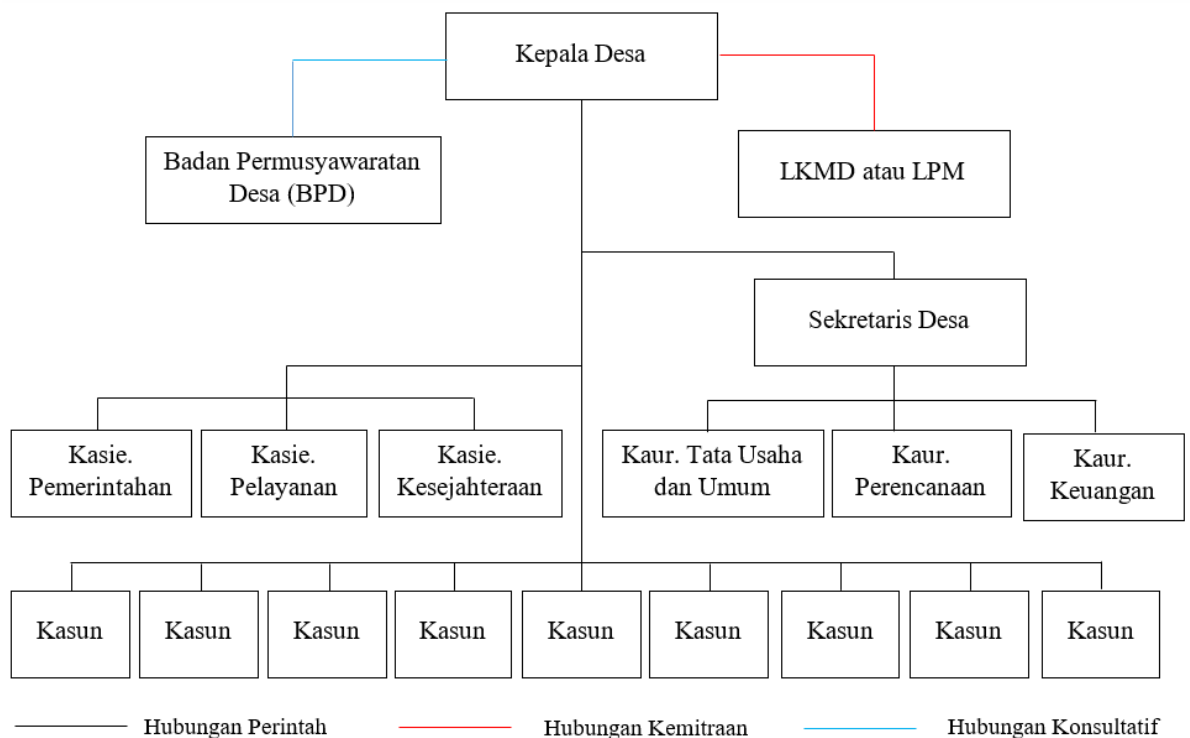 Kepala Desa
Badan Permusyawaratan
Desa (BPD)
LKMD atau LPM
Sekretaris Desa
Kasie.
Pemerintahan
Kasie.
Pelayanan
Kasie.
Kesejahteraan
Kaur. Tata Usaha
dan Umum
Kaur.
Perencanaan
Kaur.
Keuangan
Kasun
Kasun
Kasun
Kasun
Kasun
Kasun
Kasun
Kasun
Kasun
Hubungan Perintah
Hubungan Kemitraan
Hubungan Konsultatif